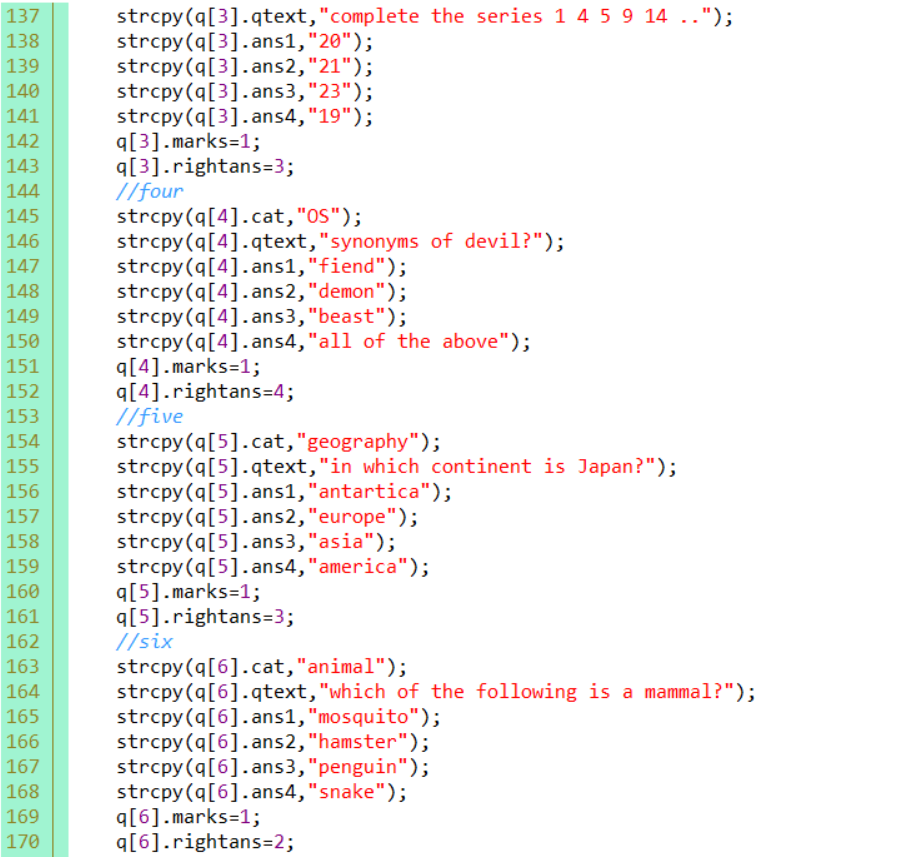 137 strcpy(q[3].qtext,"complete the series 1 4 5 9 14 ..");
138 strcpy(q[3].ans1,"20");
139 strcpy(q[3].ans2,"21");
140 strcpy(q[3].ans3,"23");
141 strcpy(q[3].ans4,"19");
142 q[3].marks=1;
143 q[3].rightans=3;
144 //four
145 strcpy(q[4].cat,"OS");
146 strcpy(q[4].qtext,"synonyms of devil?");
147 strcpy(q[4].ans1,"fiend");
148 strcpy(q[4].ans2,"demon");
149 strcpy(q[4].ans3,"beast");
150 strcpy(q[4].ans4,"all of the above");
151 q[4].marks=1;
152 q[4].rightans=4;
153 //five
154 strcpy(q[5].cat,"geography");
155 strcpy(q[5].qtext,"in which continent is Japan?");
156 strcpy(q[5].ans1,"antartica");
157 strcpy(q[5].ans2,"europe");
158 strcpy(q[5].ans3,"asia");
159 strcpy(q[5].ans4,"america");
160 q[5].marks=1;
161 q[5].rightans=3;
162 //six
163 strcpy(q[6].cat,"animal");
164 strcpy(q[6].qtext,"which of the following is a mammal?");
165 strcpy(q[6].ans1,"mosquito");
166 strcpy(q[6].ans2,"hamster");
167 strcpy(q[6].ans3,"penguin");
168 strcpy(q[6].ans4,"snake");
169 q[6].marks=1;
170 q[6].rightans=2;